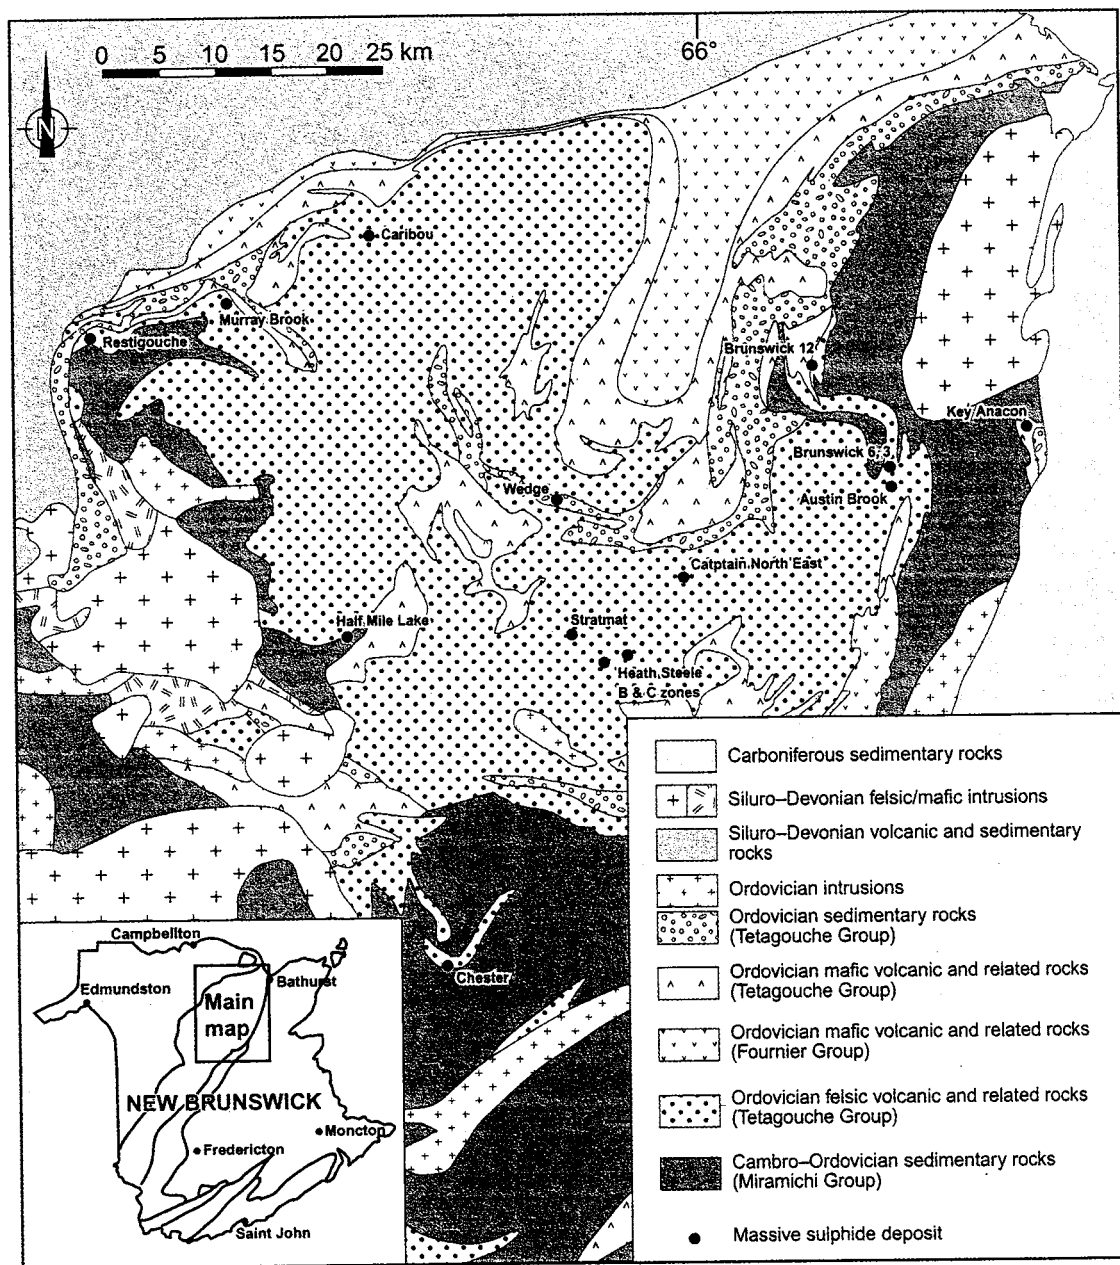 66°
0 5 10 15 20 25 km
N
Caribou
Murray Brook
Restigouche
Brunswick 12
Key Anacon
Brunswick 6, 3
Austin Brook
Wedge
Catptain North East
Half Mile Lake
Stratmat
Heath Steele
B & C zones
Chester
Carboniferous sedimentary rocks
Siluro–Devonian felsic/mafic intrusions
Siluro–Devonian volcanic and sedimentary
rocks
Ordovician intrusions
Ordovician sedimentary rocks
(Tetagouche Group)
Ordovician mafic volcanic and related rocks
(Tetagouche Group)
Ordovician mafic volcanic and related rocks
(Fournier Group)
Ordovician felsic volcanic and related rocks
(Tetagouche Group)
Cambro–Ordovician sedimentary rocks
(Miramichi Group)
Massive sulphide deposit
Campbellton
Bathurst
Edmundston
Main
map
NEW BRUNSWICK
Moncton
Fredericton
Saint John